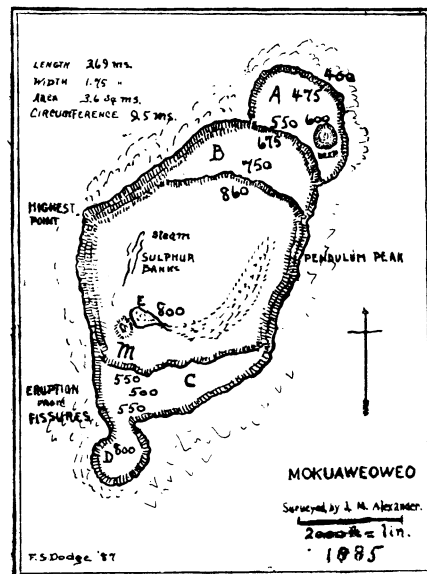 LENGTH 3.69 ms.
WIDTH 1.75 "
AREA 3.6 Sq ms.
CIRCUMFERENCE 9.5 ms.
400
A 475
550 600
DEEP
675
B
750
860
HIGHEST
POINT
Steam
SULPHUR
BANKS
PENDULUM PEAK
E 800
M
550 C
500
550
ERUPTION
FROM
FISSURES
D 800
MOKUAWEOWEO
Surveyed by J. M. Alexander.
2000 ft = 1 in.
1885
F.S. Dodge '87